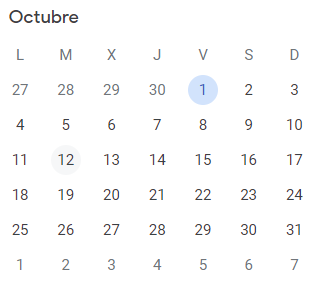 Octubre
L M X J V S D
27 28 29 30 1 2 3
4 5 6 7 8 9 10
11 12 13 14 15 16 17
18 19 20 21 22 23 24
25 26 27 28 29 30 31
1 2 3 4 5 6 7